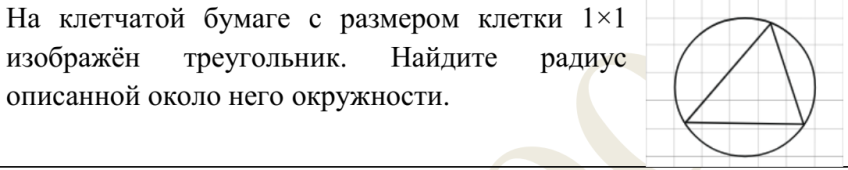 На клетчатой бумаге с размером клетки 1×1
изображён треугольник. Найдите радиус
описанной около него окружности.